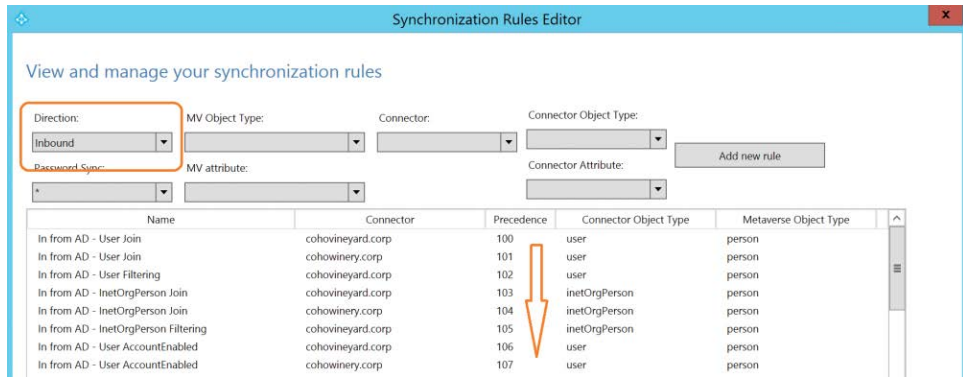 Synchronization Rules Editor
x
View and manage your synchronization rules
Direction: MV Object Type: Connector: Connector Object Type:
Inbound
Add new rule
Password Sync: MV attribute: Connector Attribute:
*
Name Connector Precedence Connector Object Type Metaverse Object Type
In from AD - User Join cohovineyard.corp 100 user person
In from AD - User Join cohowinery.corp 101 user person
In from AD - User Filtering cohovineyard.corp 102 user person
In from AD - InetOrgPerson Join cohovineyard.corp 103 inetOrgPerson person
In from AD - InetOrgPerson Join cohowinery.corp 104 inetOrgPerson person
In from AD - InetOrgPerson Filtering cohovineyard.corp 105 inetOrgPerson person
In from AD - User AccountEnabled cohovineyard.corp 106 user person
In from AD - User AccountEnabled cohowinery.corp 107 user person